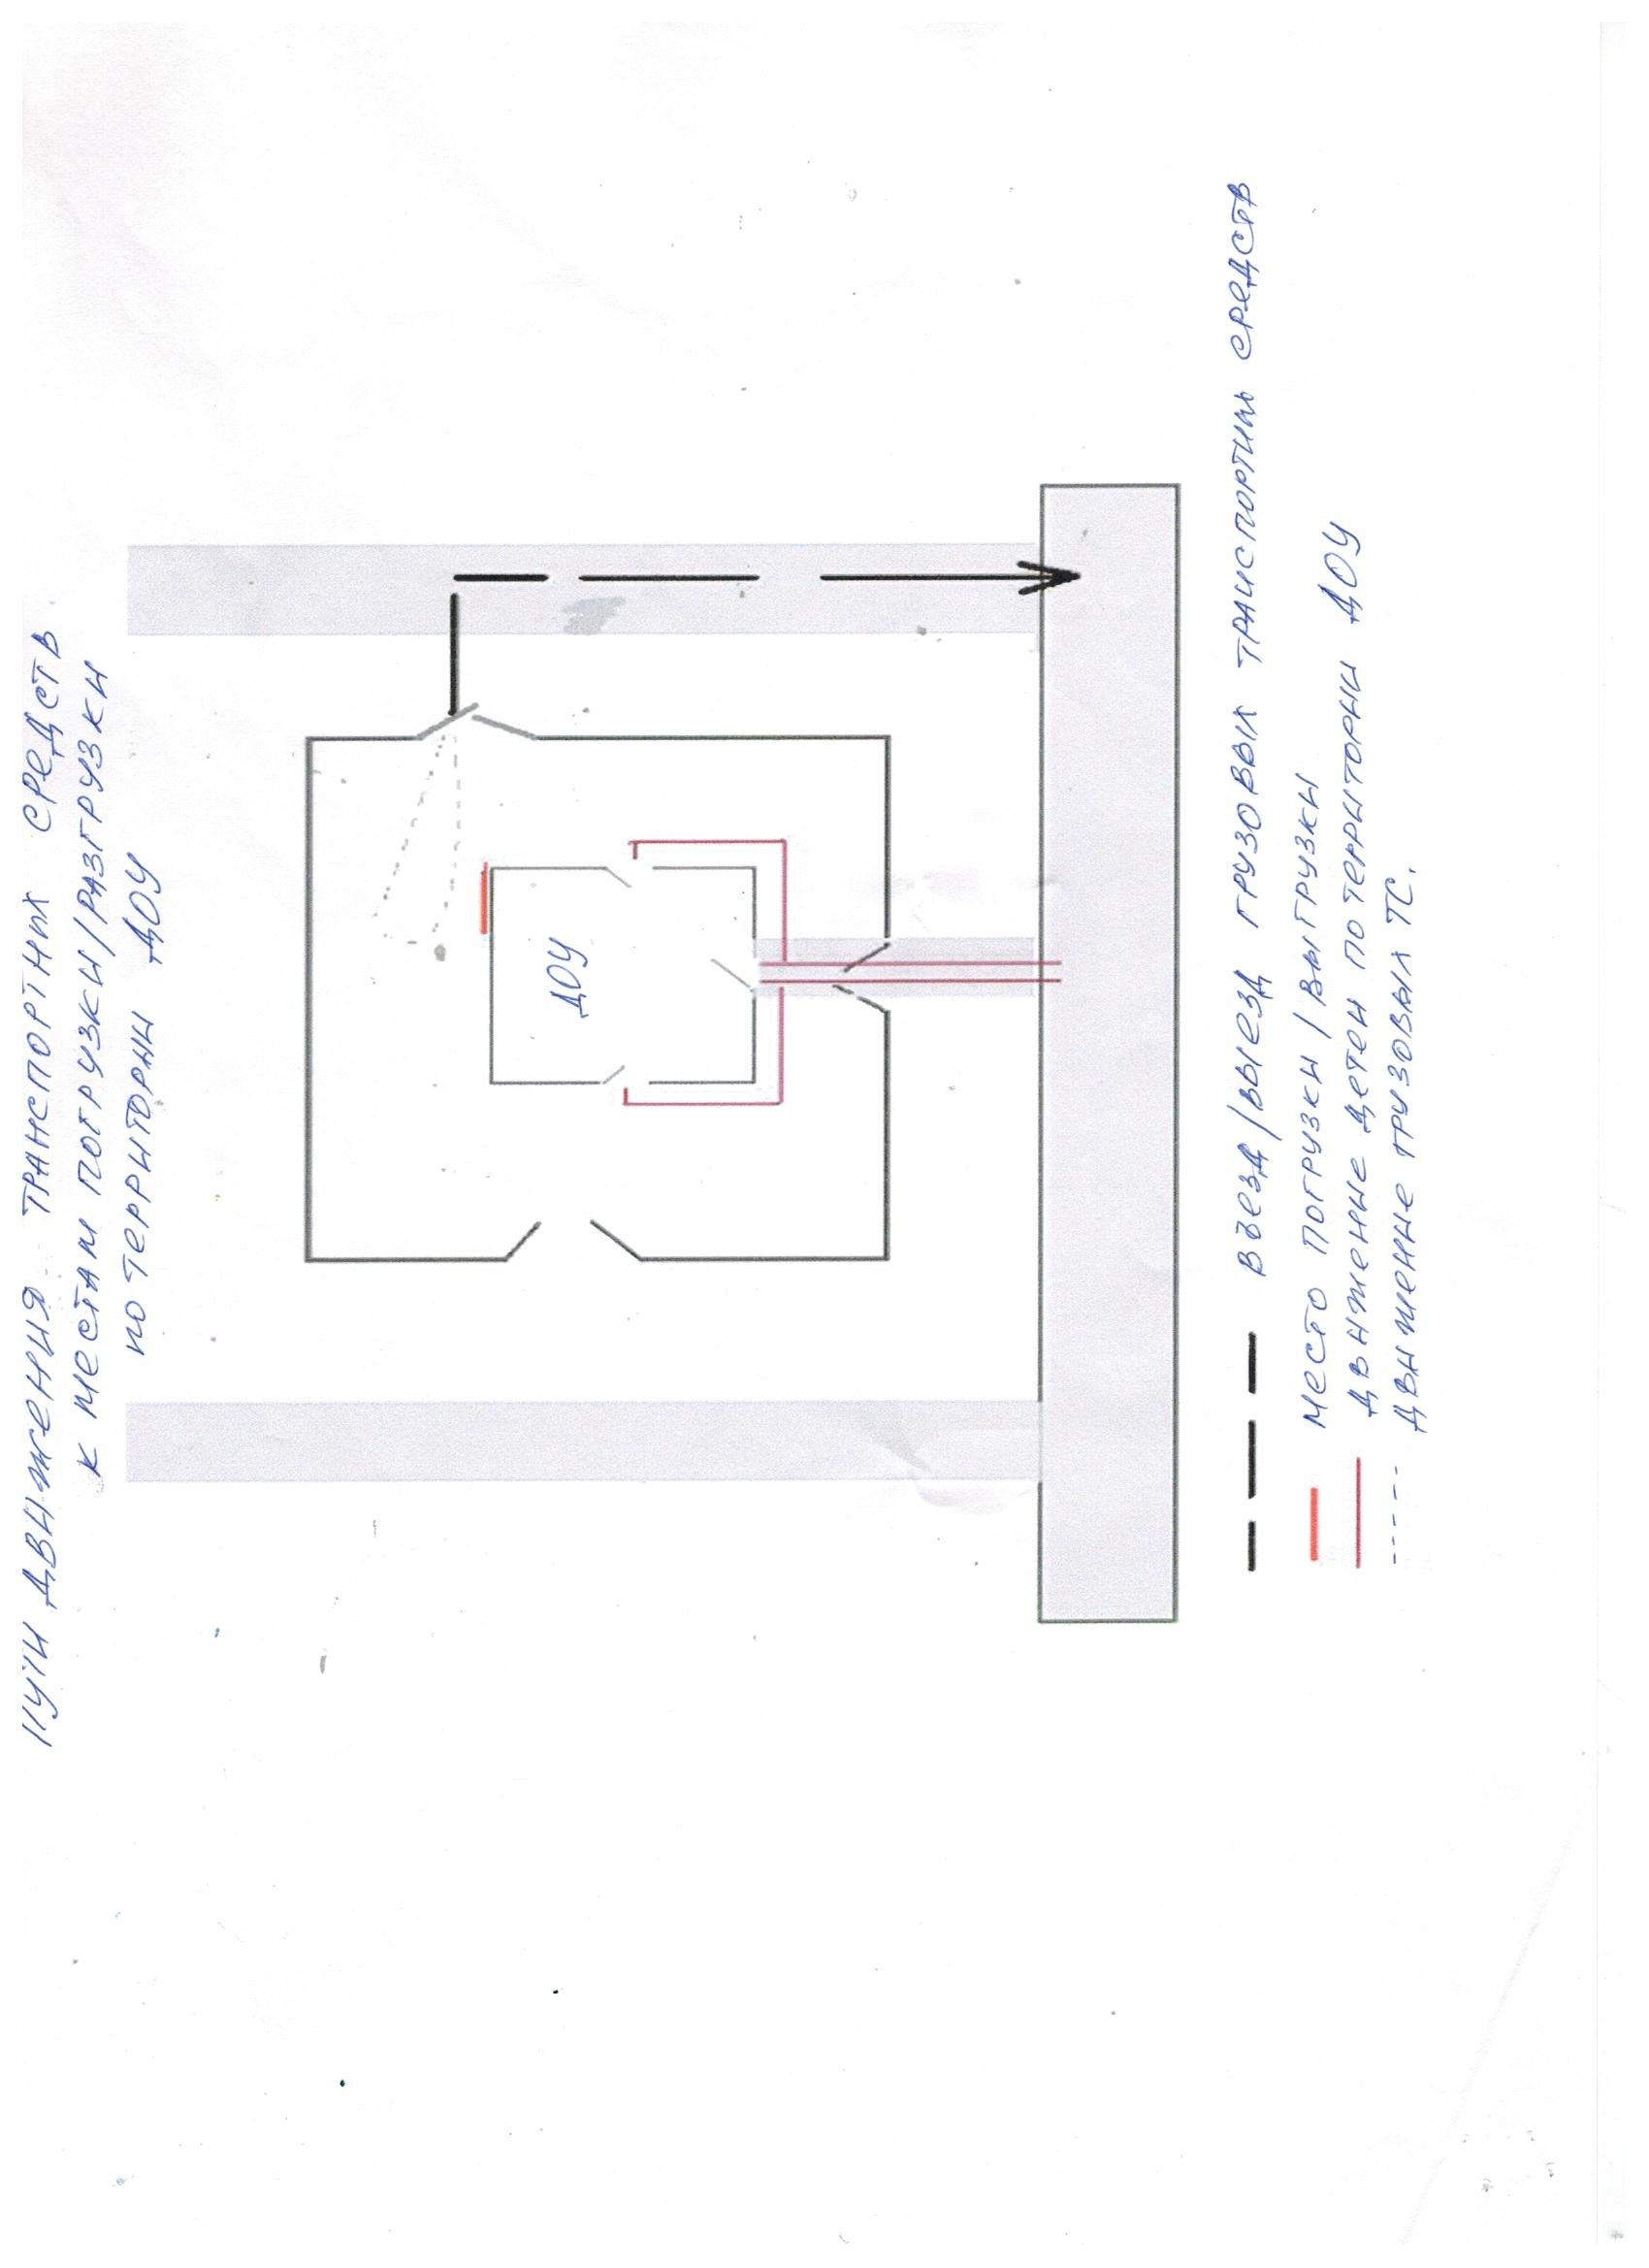 ПУТИ ДВИЖЕНИЯ ТРАНСПОРТНЫХ СРЕДСТВ
К МЕСТАМ ПОГРУЗКИ/РАЗГРУЗКИ
ПО ТЕРРИТОРИИ ДОУ
ДОУ
ВЪЕЗД/ВЫЕЗД ГРУЗОВЫХ ТРАНСПОРТНЫХ СРЕДСТВ
МЕСТО ПОГРУЗКИ/ВЫГРУЗКИ
ДВИЖЕНИЕ ДЕТЕЙ ПО ТЕРРИТОРИИ ДОУ
ДВИЖЕНИЕ ГРУЗОВЫХ ТС.